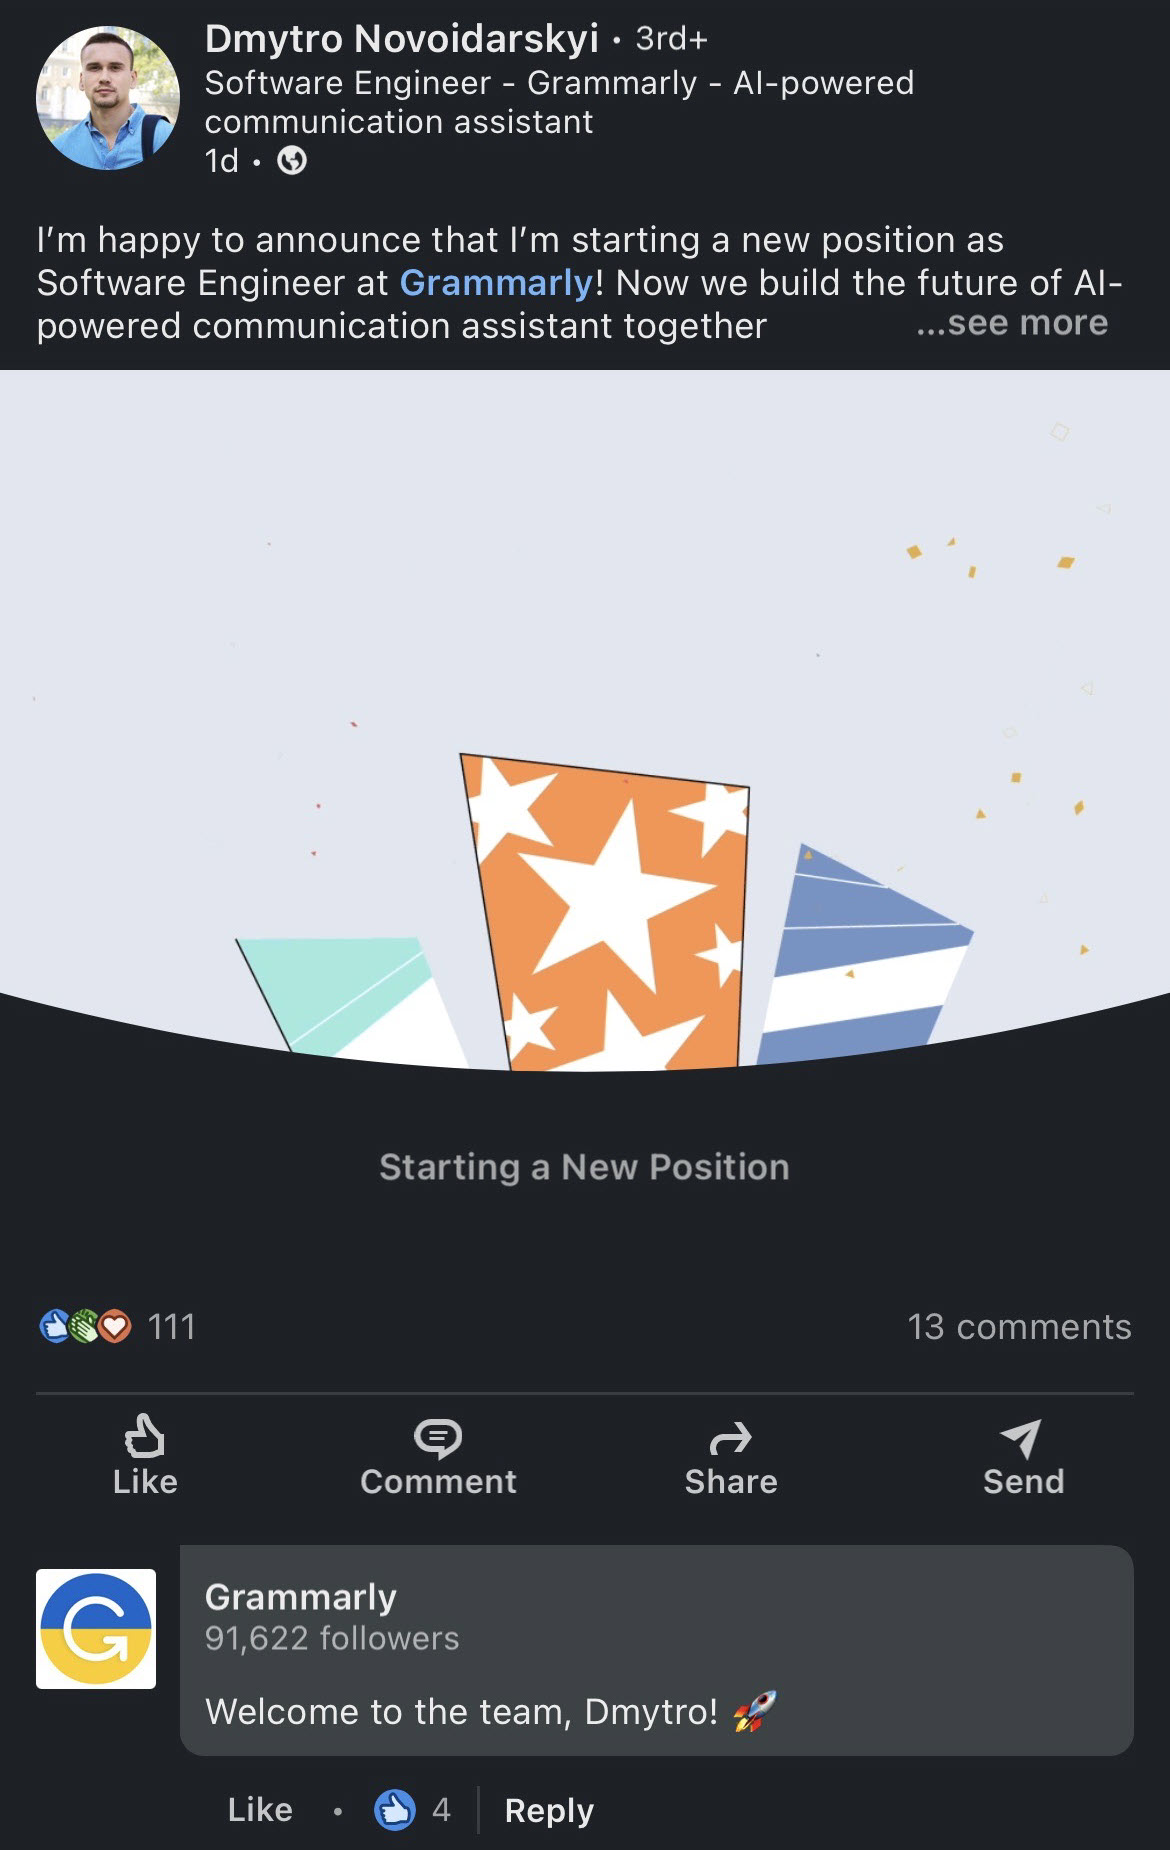 Dmytro Novoidarskyi • 3rd+
Software Engineer - Grammarly - AI-powered
communication assistant
1d •
I’m happy to announce that I’m starting a new position as
Software Engineer at Grammarly! Now we build the future of AI-
powered communication assistant together ...see more
Starting a New Position
111 13 comments
Like Comment Share Send
Grammarly
91,622 followers
Welcome to the team, Dmytro! 🚀
Like • 4 Reply